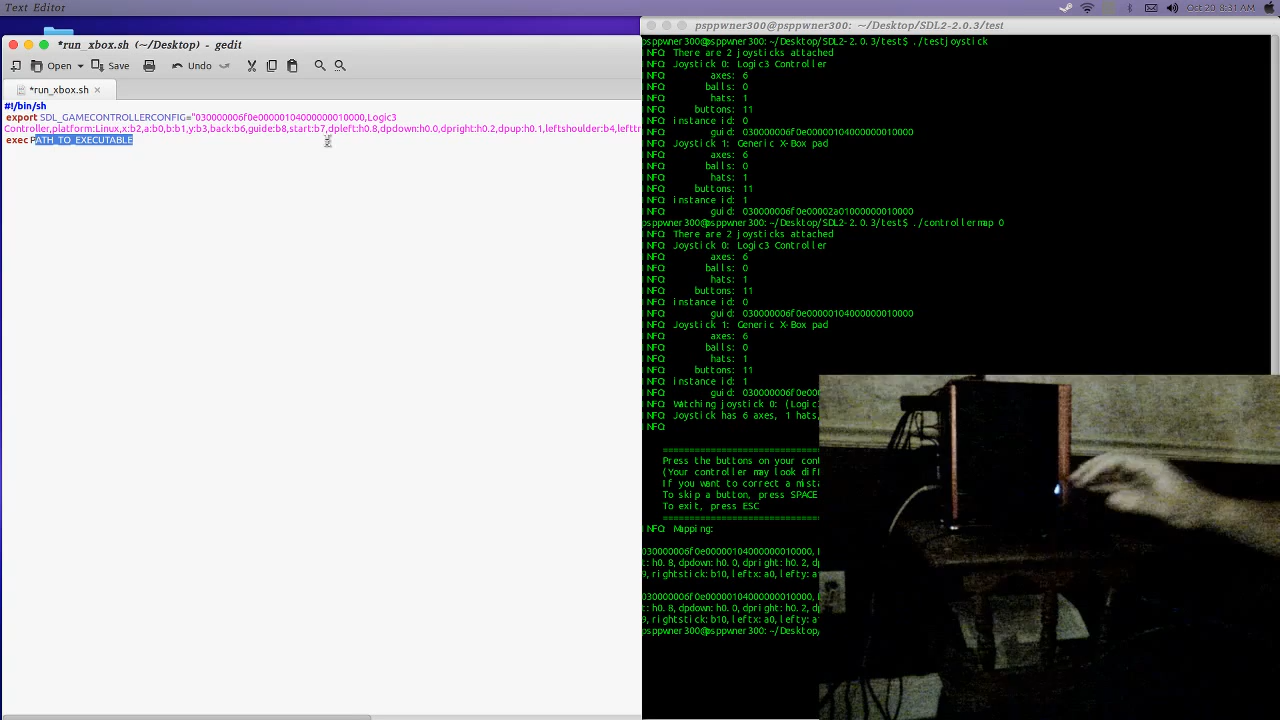 Text Editor
Oct 20 8:31 AM
*run_xbox.sh (~/Desktop) - gedit
Open
Save
Undo
*run_xbox.sh ×
#!/bin/sh
export SDL_GAMECONTROLLERCONFIG="030000006f0e00000104000000010000,Logic3
Controller,platform:Linux,x:b2,a:b0,b:b1,y:b3,back:b6,guide:b8,start:b7,dpleft:h0.8,dpdown:h0.0,dpright:h0.2,dpup:h0.1,leftshoulder:b4,lefttr
exec PATH_TO_EXECUTABLE
psppwner300@psppwner300: ~/Desktop/SDL2-2.0.3/test
psppwner300@psppwner300:~/Desktop/SDL2-2.0.3/test$ ./testjoystick
INFO: There are 2 joysticks attached
INFO: Joystick 0: Logic3 Controller
INFO: axes: 6
INFO: balls: 0
INFO: hats: 1
INFO: buttons: 11
INFO: instance id: 0
INFO: guid: 030000006f0e00000104000000010000
INFO: Joystick 1: Generic X-Box pad
INFO: axes: 6
INFO: balls: 0
INFO: hats: 1
INFO: buttons: 11
INFO: instance id: 1
INFO: guid: 030000006f0e00002a01000000010000
psppwner300@psppwner300:~/Desktop/SDL2-2.0.3/test$ ./controllermap 0
INFO: There are 2 joysticks attached
INFO: Joystick 0: Logic3 Controller
INFO: axes: 6
INFO: balls: 0
INFO: hats: 1
INFO: buttons: 11
INFO: instance id: 0
INFO: guid: 030000006f0e00000104000000010000
INFO: Joystick 1: Generic X-Box pad
INFO: axes: 6
INFO: balls: 0
INFO: hats: 1
INFO: buttons: 11
INFO: instance id: 1
INFO: guid: 030000006f0e0
INFO: Watching joystick 0: (Logic
INFO: Joystick has 6 axes, 1 hats,
INFO:
==============================
Press the buttons on your cont
(Your controller may look diff
If you want to correct a mista
To skip a button, press SPACE
To exit, press ESC
==============================
INFO: Mapping:
030000006f0e00000104000000010000,
t:h0.8,dpdown:h0.0,dpright:h0.2,dp
9,rightstick:b10,leftx:a0,lefty:a
030000006f0e00000104000000010000,
t:h0.8,dpdown:h0.0,dpright:h0.2,dp
9,rightstick:b10,leftx:a0,lefty:a
psppwner300@psppwner300:~/Desktop/